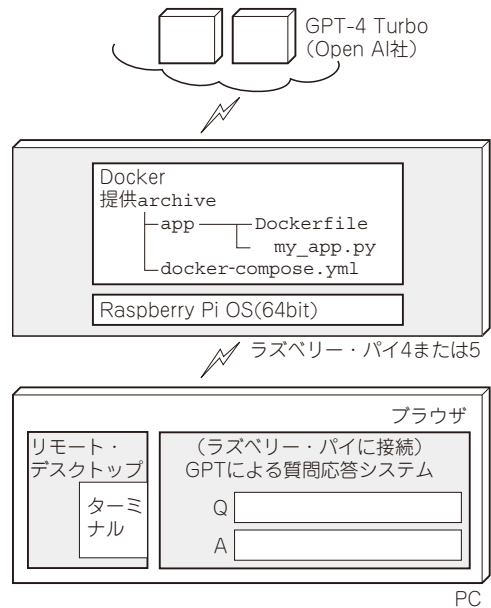 GPT-4 Turbo
(Open AI社)
Docker
提供archive
app
Dockerfile
my_app.py
docker-compose.yml
Raspberry Pi OS(64bit)
ラズベリー・パイ4または5
ブラウザ
リモート・
デスクトップ
ターミ
ナル
(ラズベリー・パイに接続)
GPTによる質問応答システム
Q
A
PC